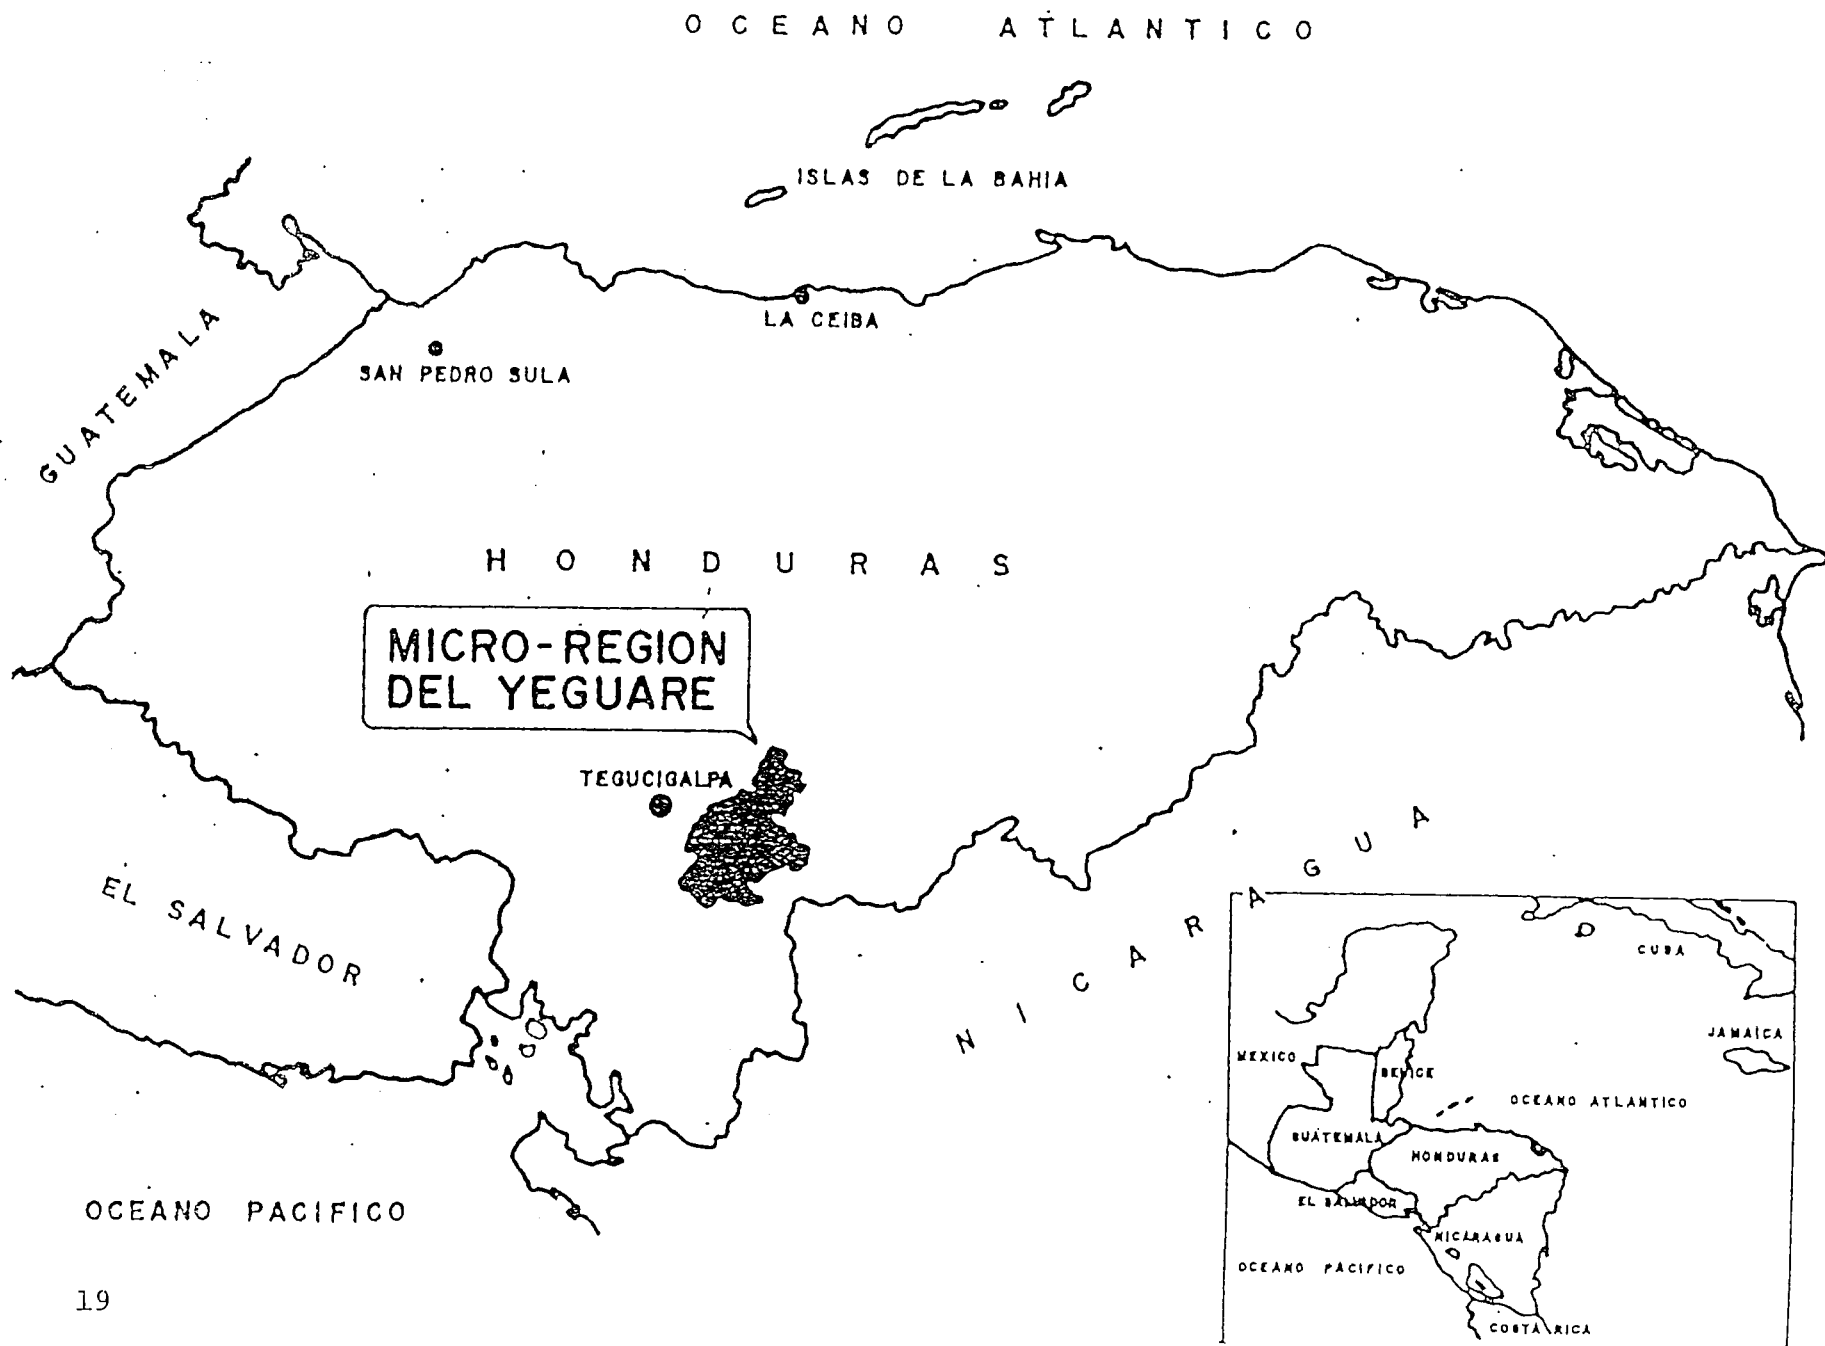 OCEANO ATLANTICO
ISLAS DE LA BAHIA
LA CEIBA
SAN PEDRO SULA
GUATEMALA
HONDURAS
MICRO-REGION
DEL YEGUARE
TEGUCIGALPA
EL SALVADOR
NICARAGUA
OCEANO PACIFICO
CUBA
JAMAICA
MEXICO
BELICE
OCEANO ATLANTICO
GUATEMALA
HONDURAS
EL SALVADOR
NICARAGUA
OCEANO PACIFICO
COSTA RICA
19